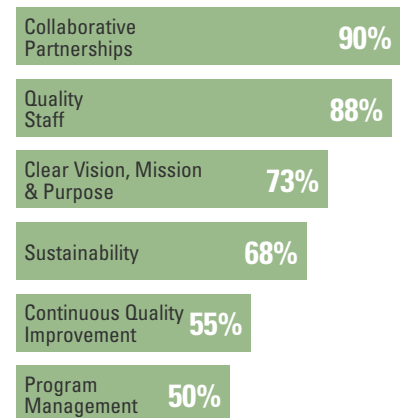 Collaborative
Partnerships
90%
Quality
Staff
88%
Clear Vision, Mission
& Purpose
73%
Sustainability
68%
Continuous Quality
Improvement
55%
Program
Management
50%